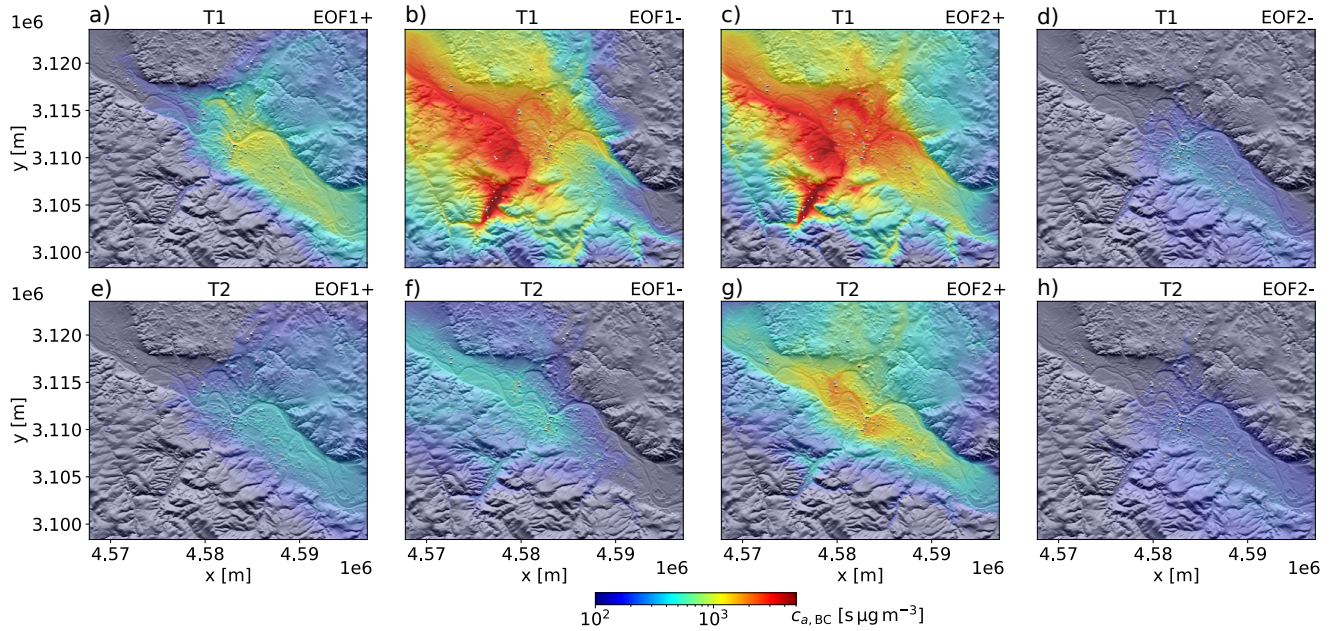 a) T1 EOF1+
b) T1 EOF1-
c) T1 EOF2+
d) T1 EOF2-
1e6
y [m]
3.120
3.115
3.110
3.105
3.100
e) T2 EOF1+
f) T2 EOF1-
g) T2 EOF2+
h) T2 EOF2-
1e6
y [m]
3.120
3.115
3.110
3.105
3.100
4.57 4.58 4.59
4.57 4.58 4.59
4.57 4.58 4.59
4.57 4.58 4.59
x [m] 1e6
x [m] 1e6
x [m] 1e6
x [m] 1e6
10² 10³ cₐ,BC [s μg m⁻³]